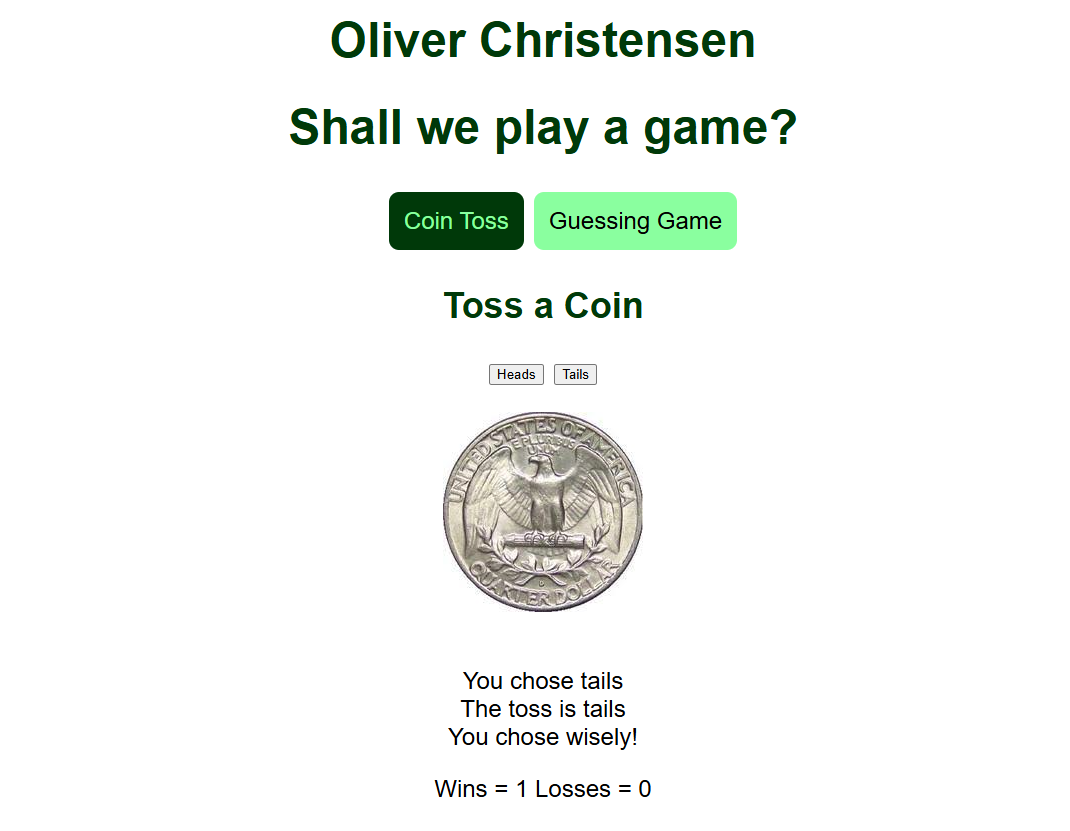 Oliver Christensen
Shall we play a game?
Coin Toss Guessing Game
Toss a Coin
Heads Tails
UNITED STATES OF AMERICA
E PLURIBUS
UNUM
QUARTER DOLLAR
You chose tails
The toss is tails
You chose wisely!
Wins = 1 Losses = 0